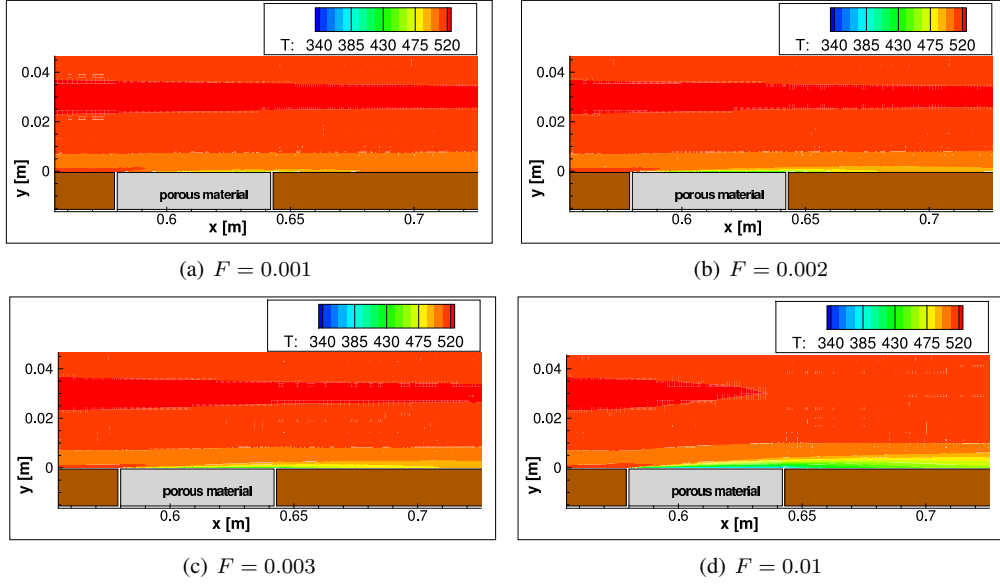 T: 340 385 430 475 520
0.04
0.02
0
y [m]
porous material
0.6 0.65 0.7
x [m]
(a) F = 0.001
T: 340 385 430 475 520
0.04
0.02
0
y [m]
porous material
0.6 0.65 0.7
x [m]
(b) F = 0.002
T: 340 385 430 475 520
0.04
0.02
0
y [m]
porous material
0.6 0.65 0.7
x [m]
(c) F = 0.003
T: 340 385 430 475 520
0.04
0.02
0
y [m]
porous material
0.6 0.65 0.7
x [m]
(d) F = 0.01